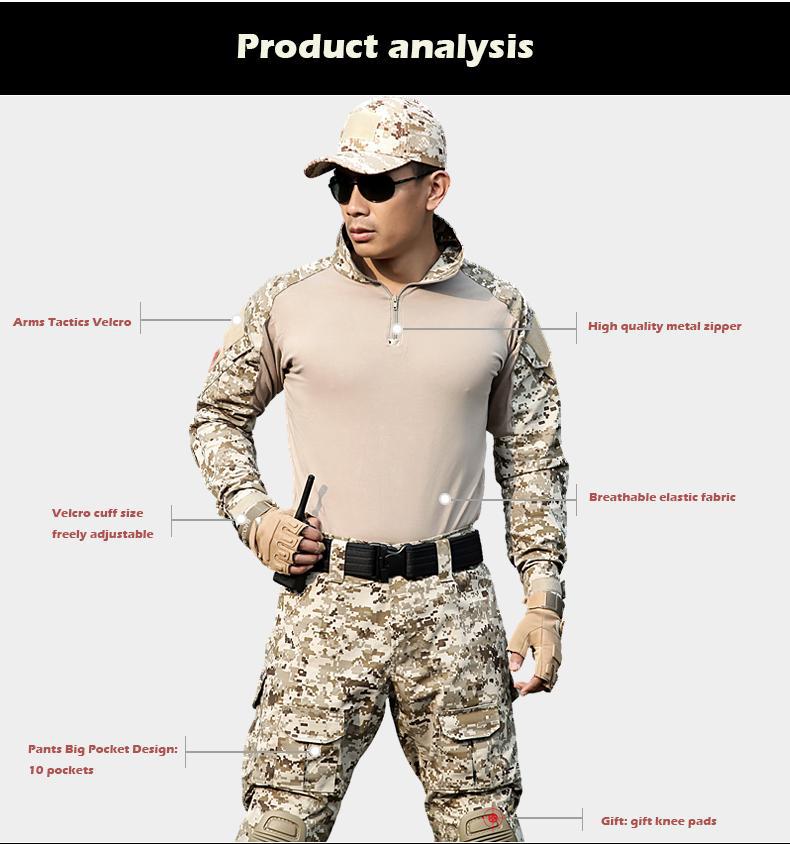 Product analysis
Arms Tactics Velcro
High quality metal zipper
Breathable elastic fabric
Velcro cuff size
freely adjustable
Pants Big Pocket Design:
10 pockets
Gift: gift knee pads